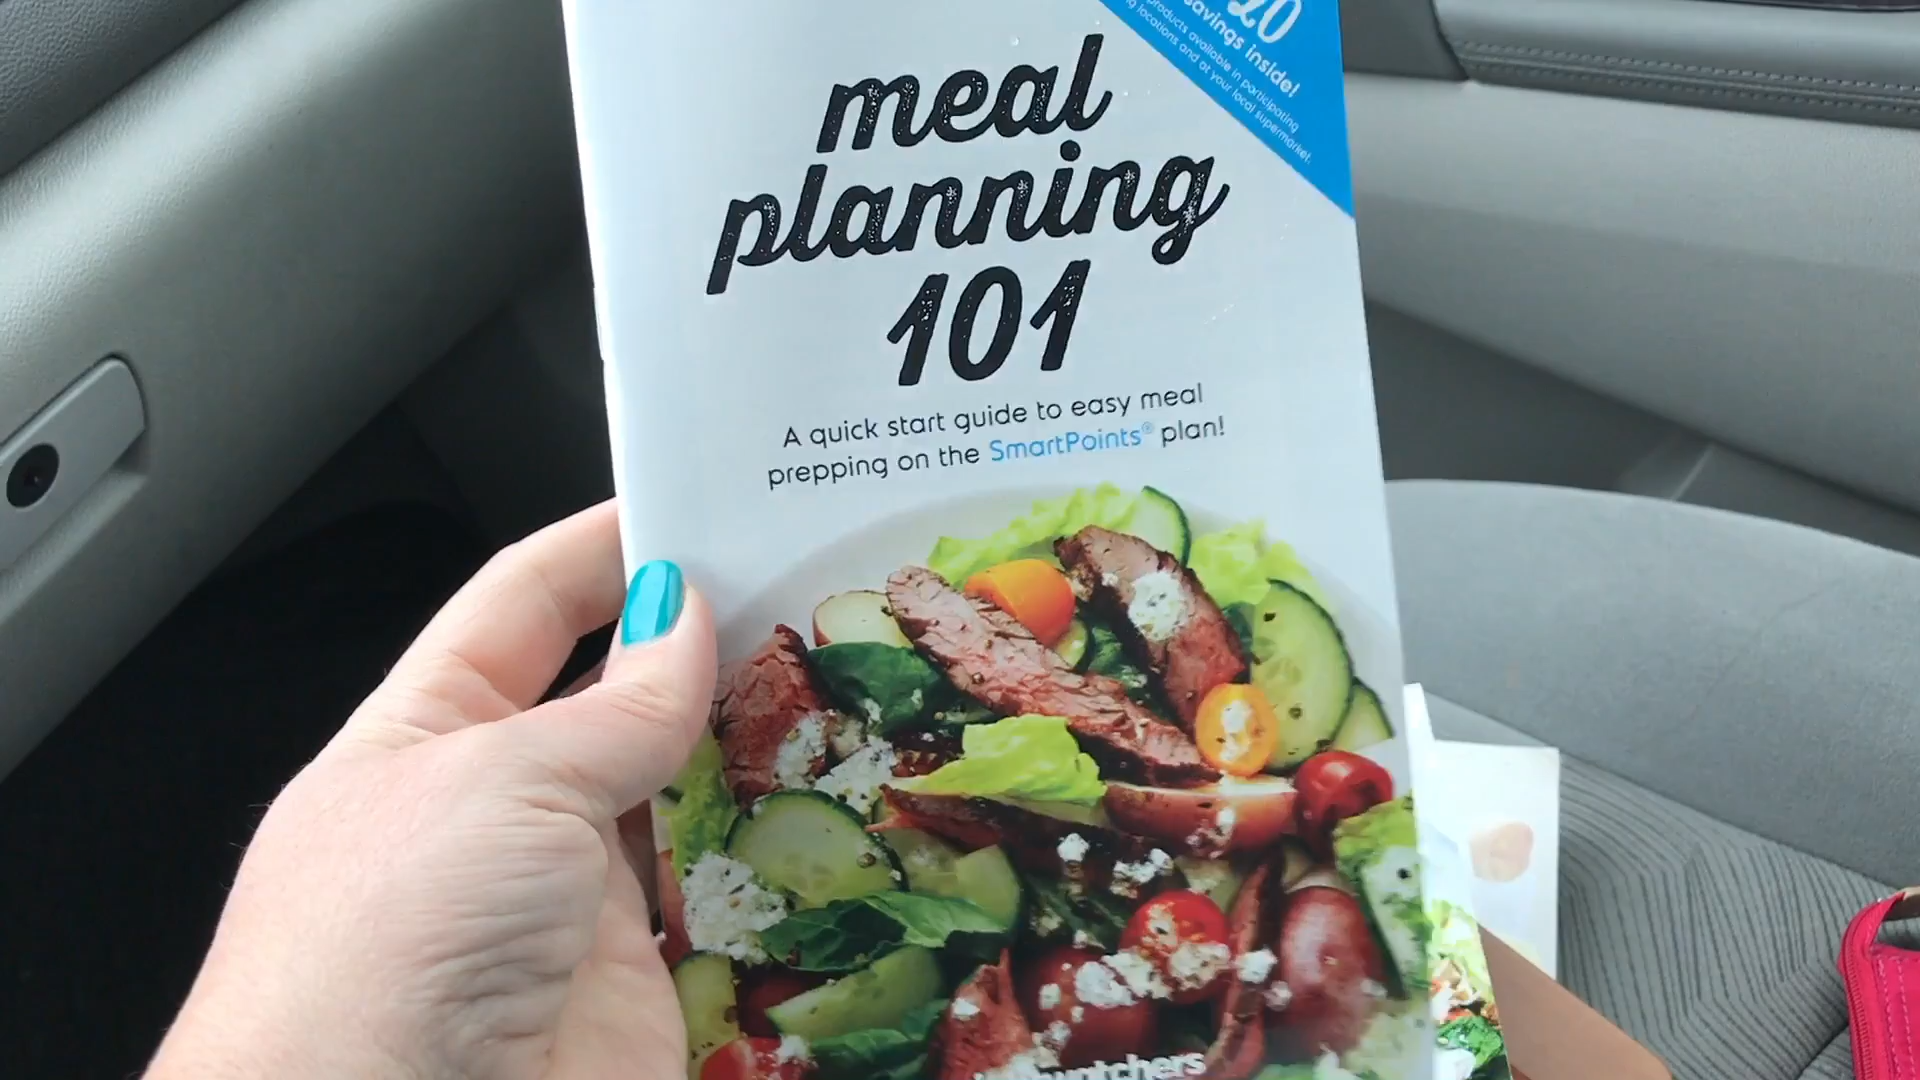 20
savings inside!
products available in participating
locations and at your local supermarket.
meal
planning
101
A quick start guide to easy meal
prepping on the SmartPoints® plan!